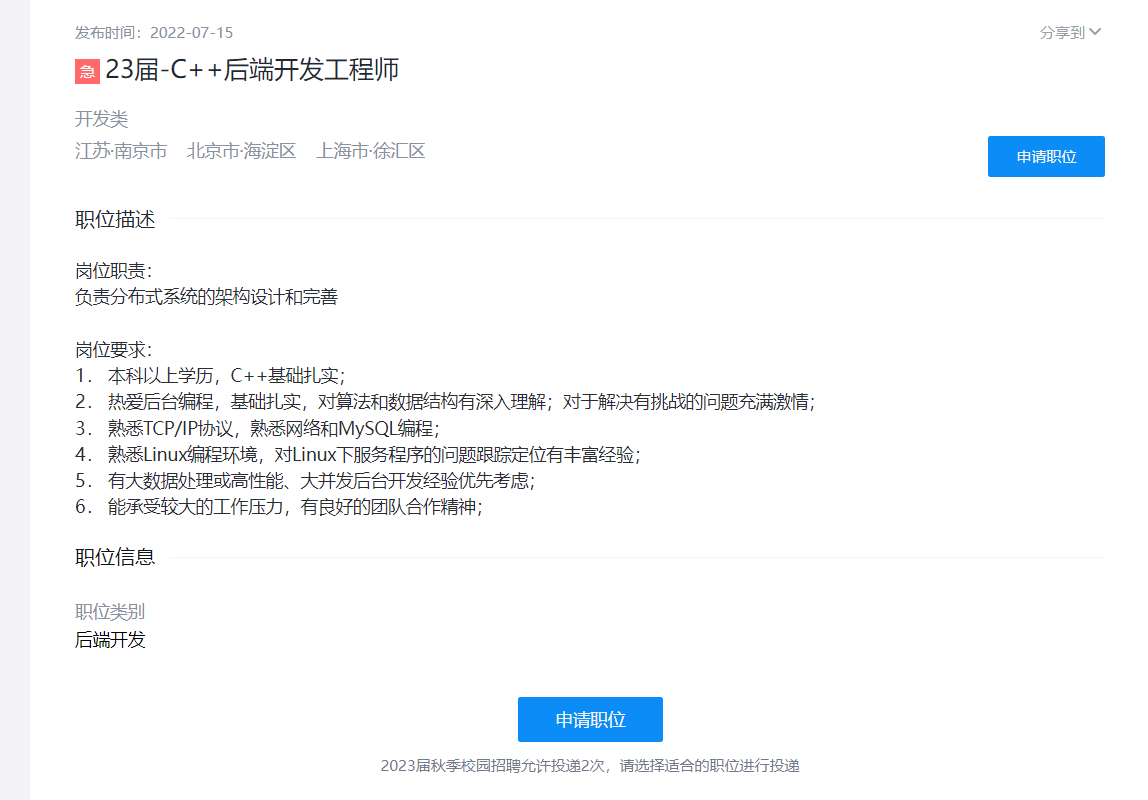 发布时间：2022-07-15
分享到
急 23届-C++后端开发工程师
开发类
江苏·南京市 北京市·海淀区 上海市·徐汇区
申请职位
职位描述
岗位职责：
负责分布式系统的架构设计和完善
岗位要求：
1. 本科以上学历，C++基础扎实；
2. 热爱后台编程，基础扎实，对算法和数据结构有深入理解；对于解决有挑战的问题充满激情；
3. 熟悉TCP/IP协议，熟悉网络和MySQL编程；
4. 熟悉Linux编程环境，对Linux下服务程序的问题跟踪定位有丰富经验；
5. 有大数据处理或高性能、大并发后台开发经验优先考虑；
6. 能承受较大的工作压力，有良好的团队合作精神；
职位信息
职位类别
后端开发
申请职位
2023届秋季校园招聘允许投递2次，请选择适合的职位进行投递